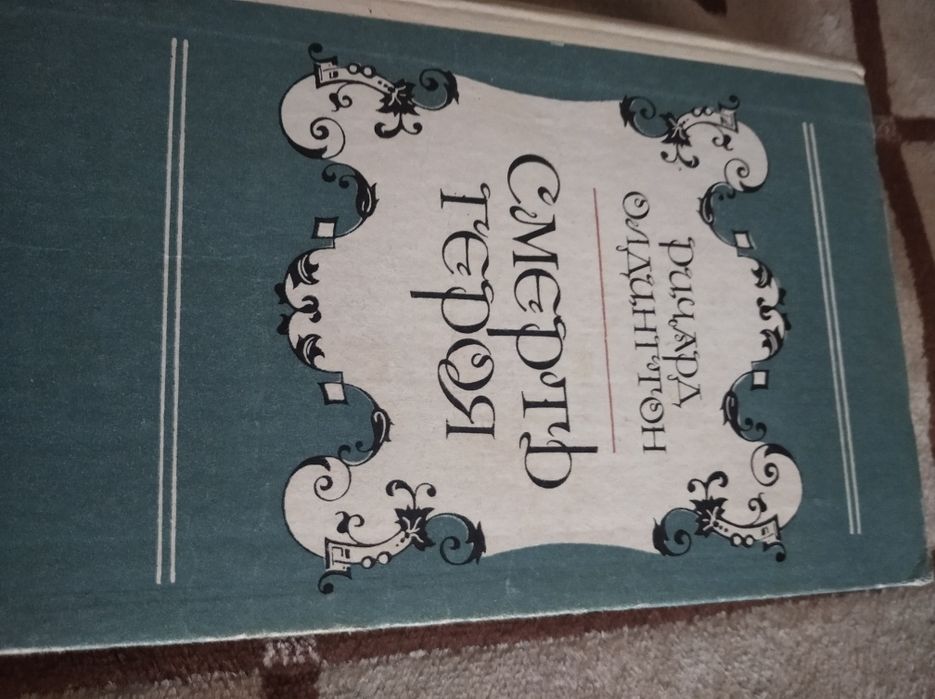 Ричард
Олдингтон
Смерть
героя